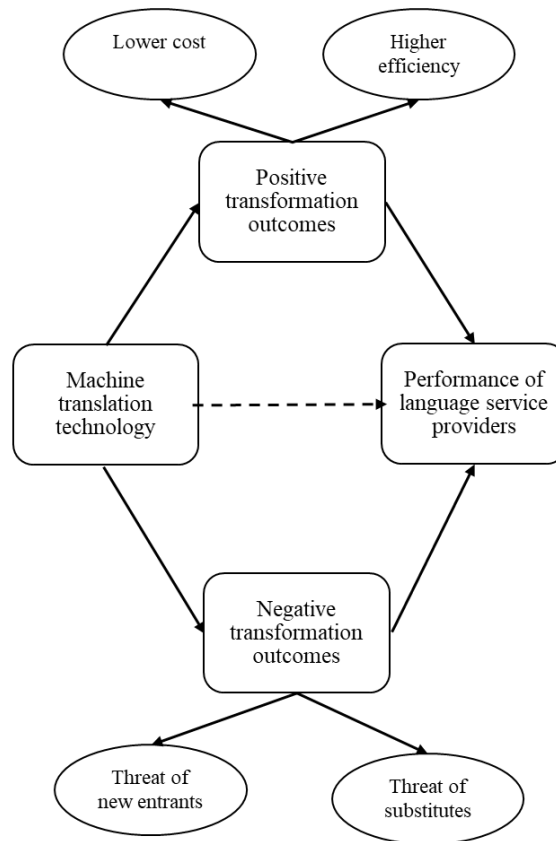 Lower cost
Higher
efficiency
Positive
transformation
outcomes
Machine
translation
technology
Performance of
language service
providers
Negative
transformation
outcomes
Threat of
new entrants
Threat of
substitutes